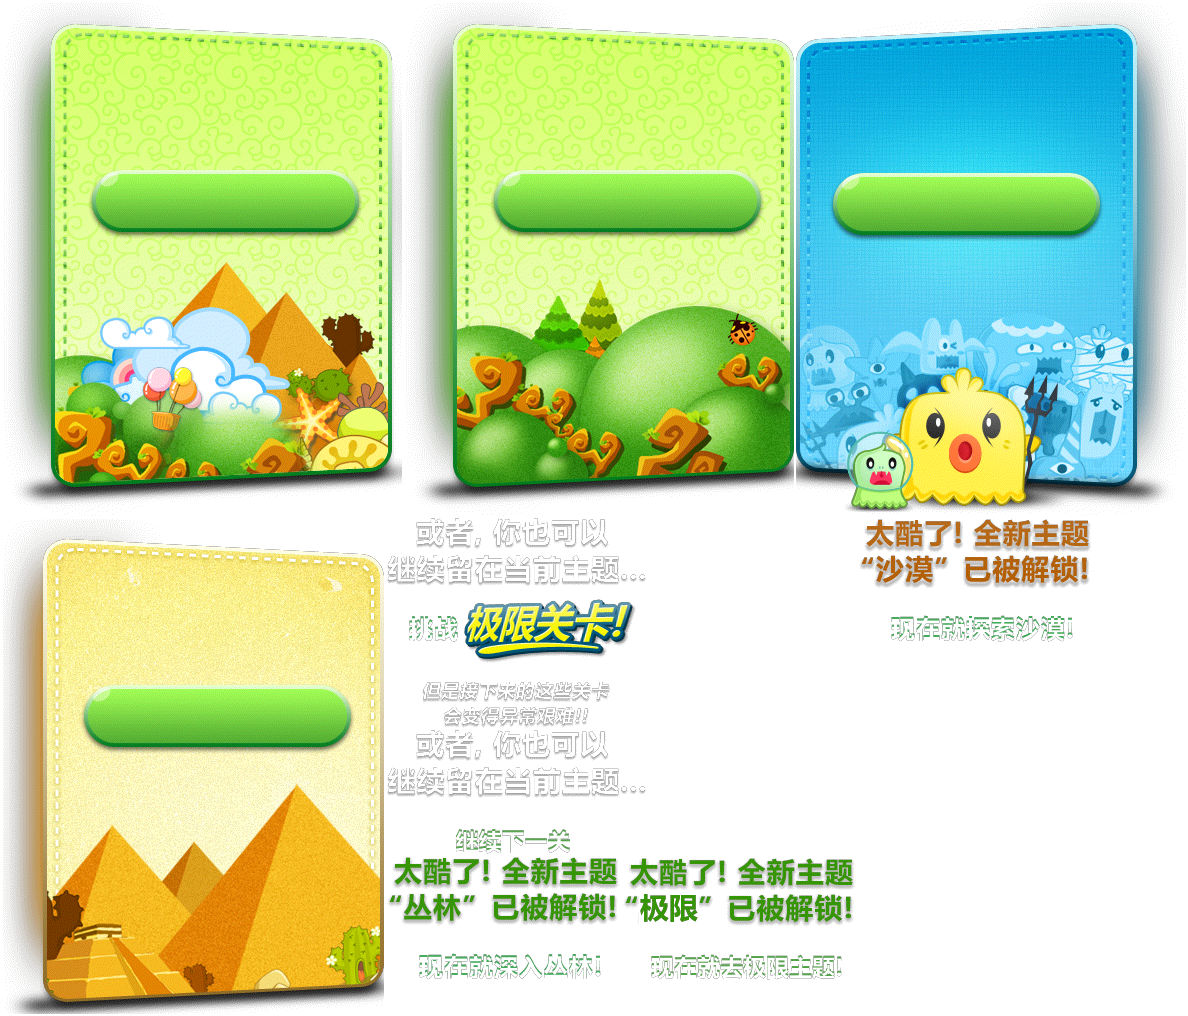 或者, 你也可以
继续留在当前主题...
挑战 极限关卡!
但是接下来的这些关卡
会变得异常艰难!!
或者, 你也可以
继续留在当前主题...
继续下一关
太酷了! 全新主题
“丛林”已被解锁!
现在就深入丛林!
太酷了! 全新主题
“极限”已被解锁!
现在就去极限主题!
太酷了! 全新主题
“沙漠”已被解锁!
现在就探索沙漠!